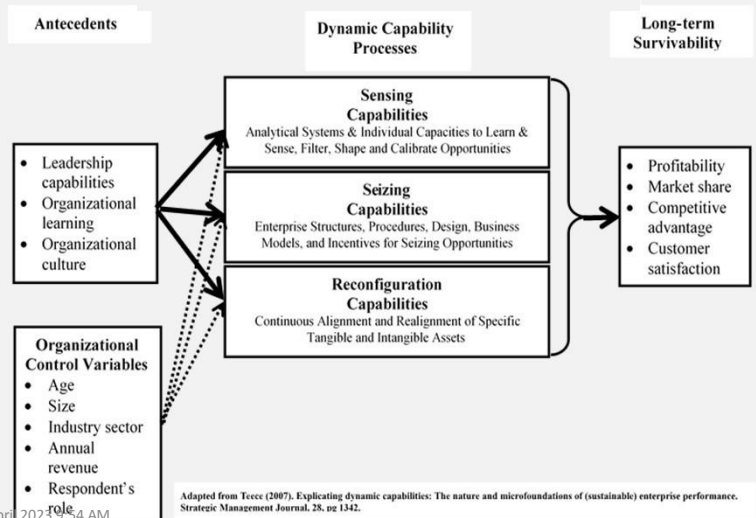 Antecedents
Dynamic Capability
Processes
Long-term
Survivability
Sensing
Capabilities
Analytical Systems & Individual Capacities to Learn &
Sense, Filter, Shape and Calibrate Opportunities
• Leadership
capabilities
• Organizational
learning
• Organizational
culture
Seizing
Capabilities
Enterprise Structures, Procedures, Design, Business
Models, and Incentives for Seizing Opportunities
• Profitability
• Market share
• Competitive
advantage
• Customer
satisfaction
Reconfiguration
Capabilities
Continuous Alignment and Realignment of Specific
Tangible and Intangible Assets
Organizational
Control Variables
• Age
• Size
• Industry sector
• Annual
revenue
• Respondent's
role
Adapted from Teece (2007). Explicating dynamic capabilities: The nature and microfoundations of (sustainable) enterprise performance.
Strategic Management Journal. 28. pg 1342.
2023 9:54 AM